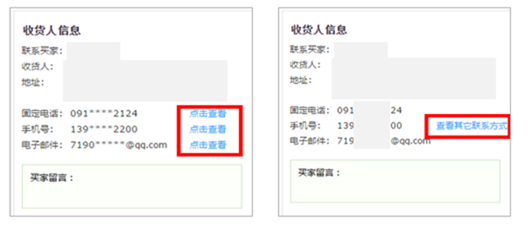 收货人信息
联系买家：
收货人：
地址：
固定电话： 091****2124 点击查看
手机号： 139****2200 点击查看
电子邮件： 7190*****@qq.com 点击查看
买家留言：
收货人信息
联系买家：
收货人：
地址：
固定电话： 091 24
手机号： 139 00 查看其它联系方式
电子邮件： 719 @qq.com
买家留言：